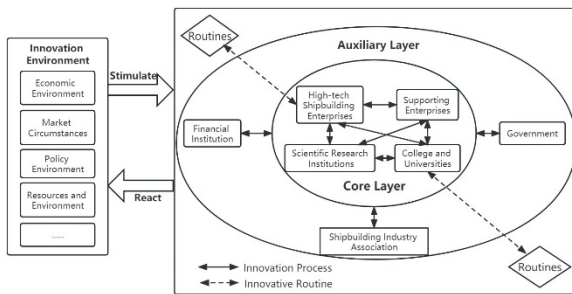 Innovation
Environment
Economic
Environment
Market
Circumstances
Policy
Environment
Resources and
Environment
......
Stimulate
React
Routines
Auxiliary Layer
High-tech
Shipbuilding
Enterprises
Supporting
Enterprises
Financial
Institution
Government
Scientific Research
Institutions
College and
Universities
Core Layer
Shipbuilding Industry
Association
Routines
Innovation Process
Innovative Routine